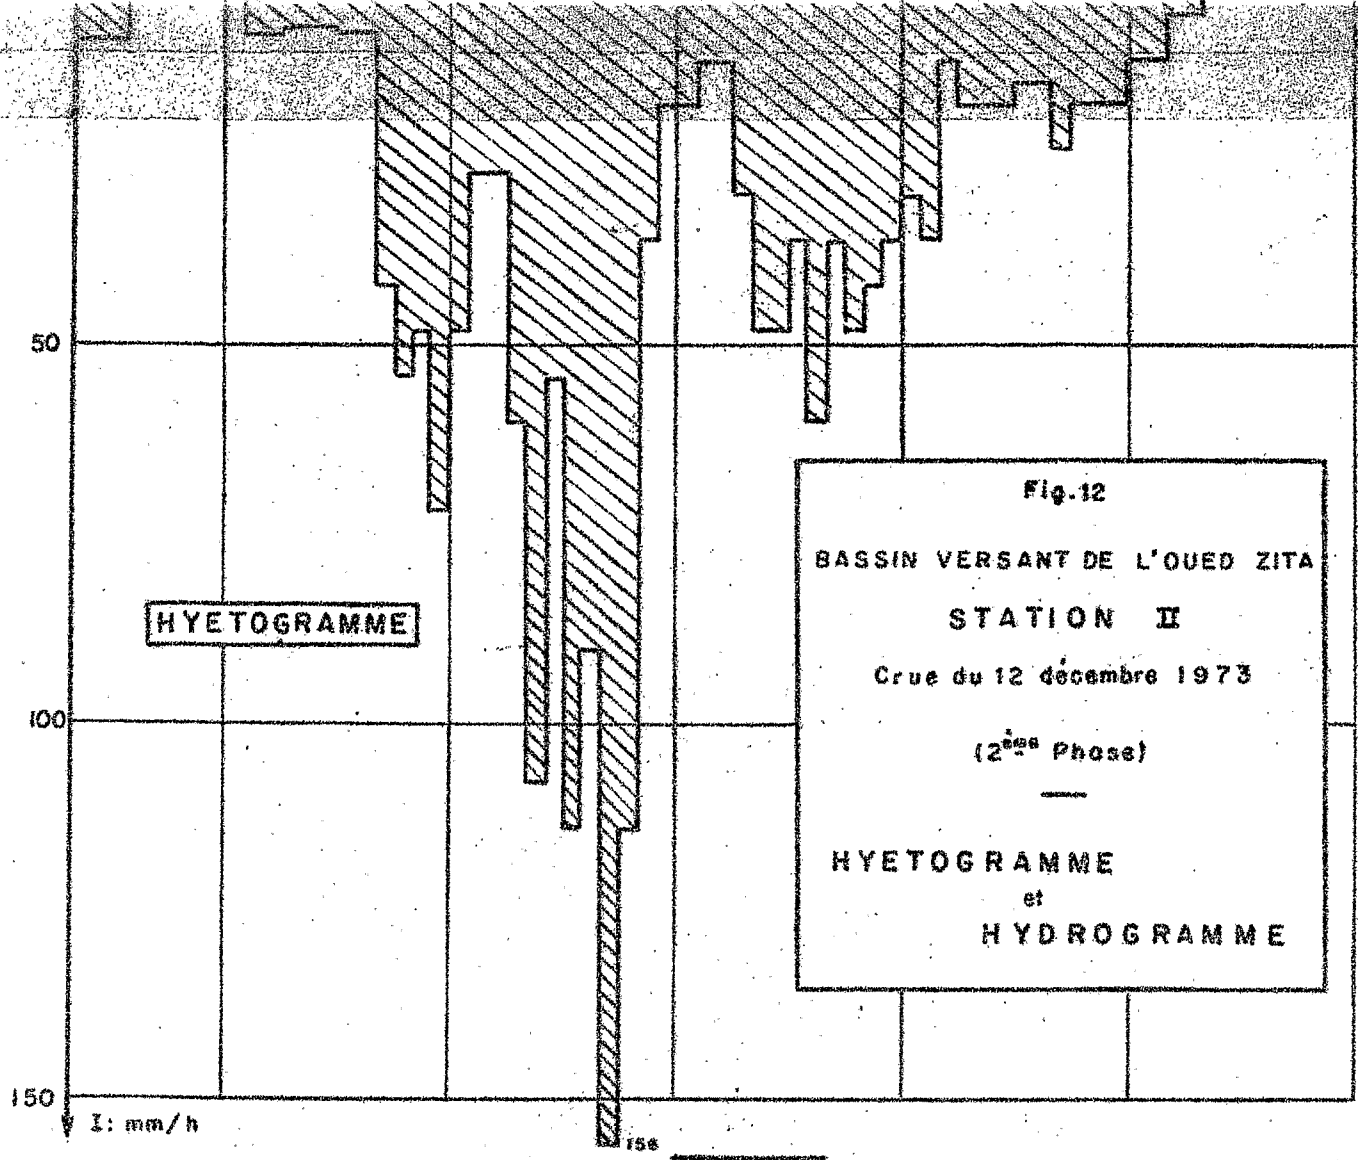 50
Fig.12
BASSIN VERSANT DE L'OUED ZITA
STATION II
HYETOGRAMME
Crue du 12 décembre 1973
100
(2ème Phase)
HYETOGRAMME
et
HYDROGRAMME
150
I: mm/h
156